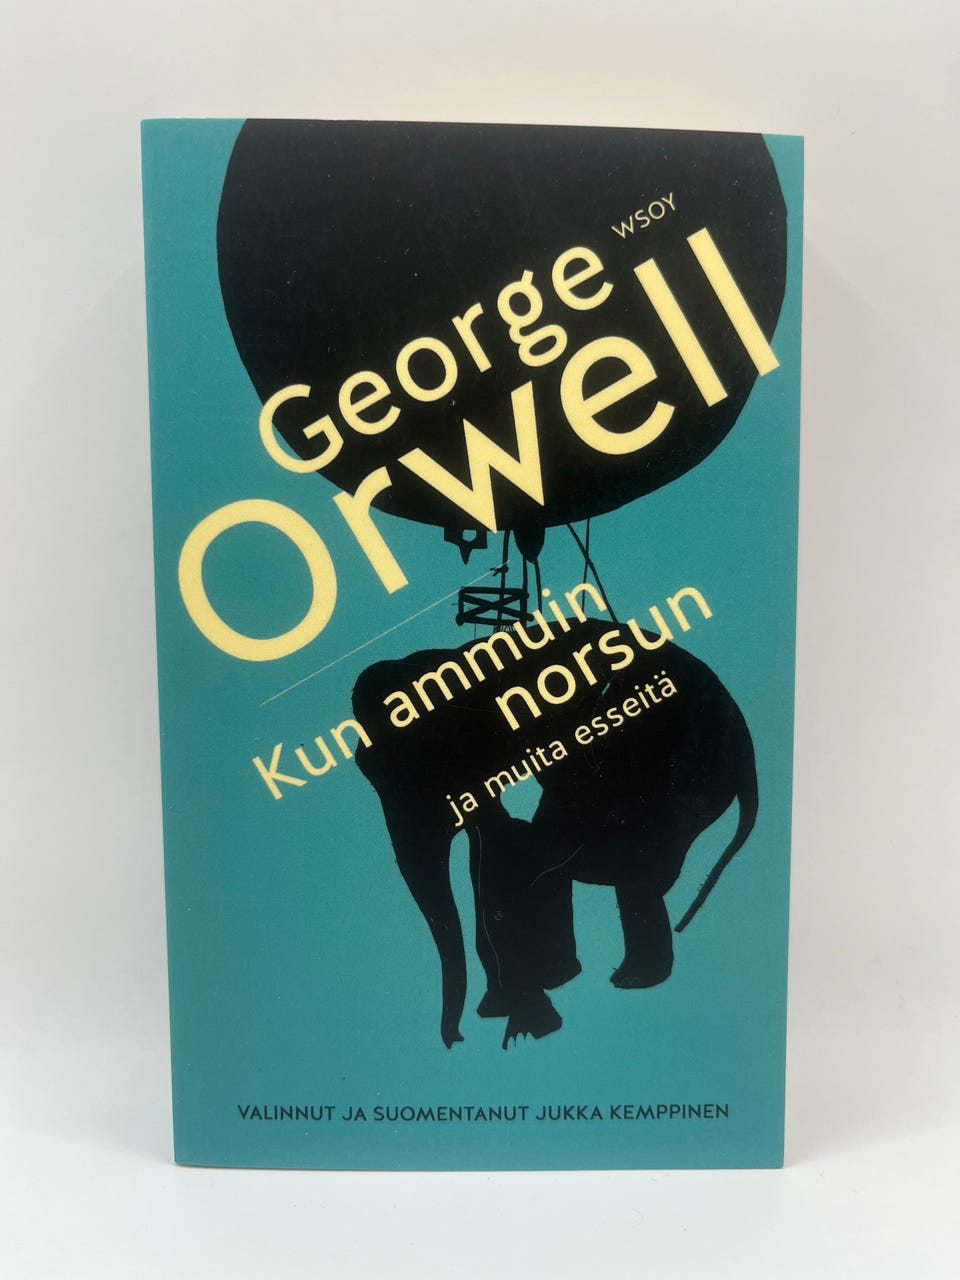 WSOY
George
Orwell
Kun ammuin
norsun
ja muita esseitä
VALINNUT JA SUOMENTANUT JUKKA KEMPPINEN